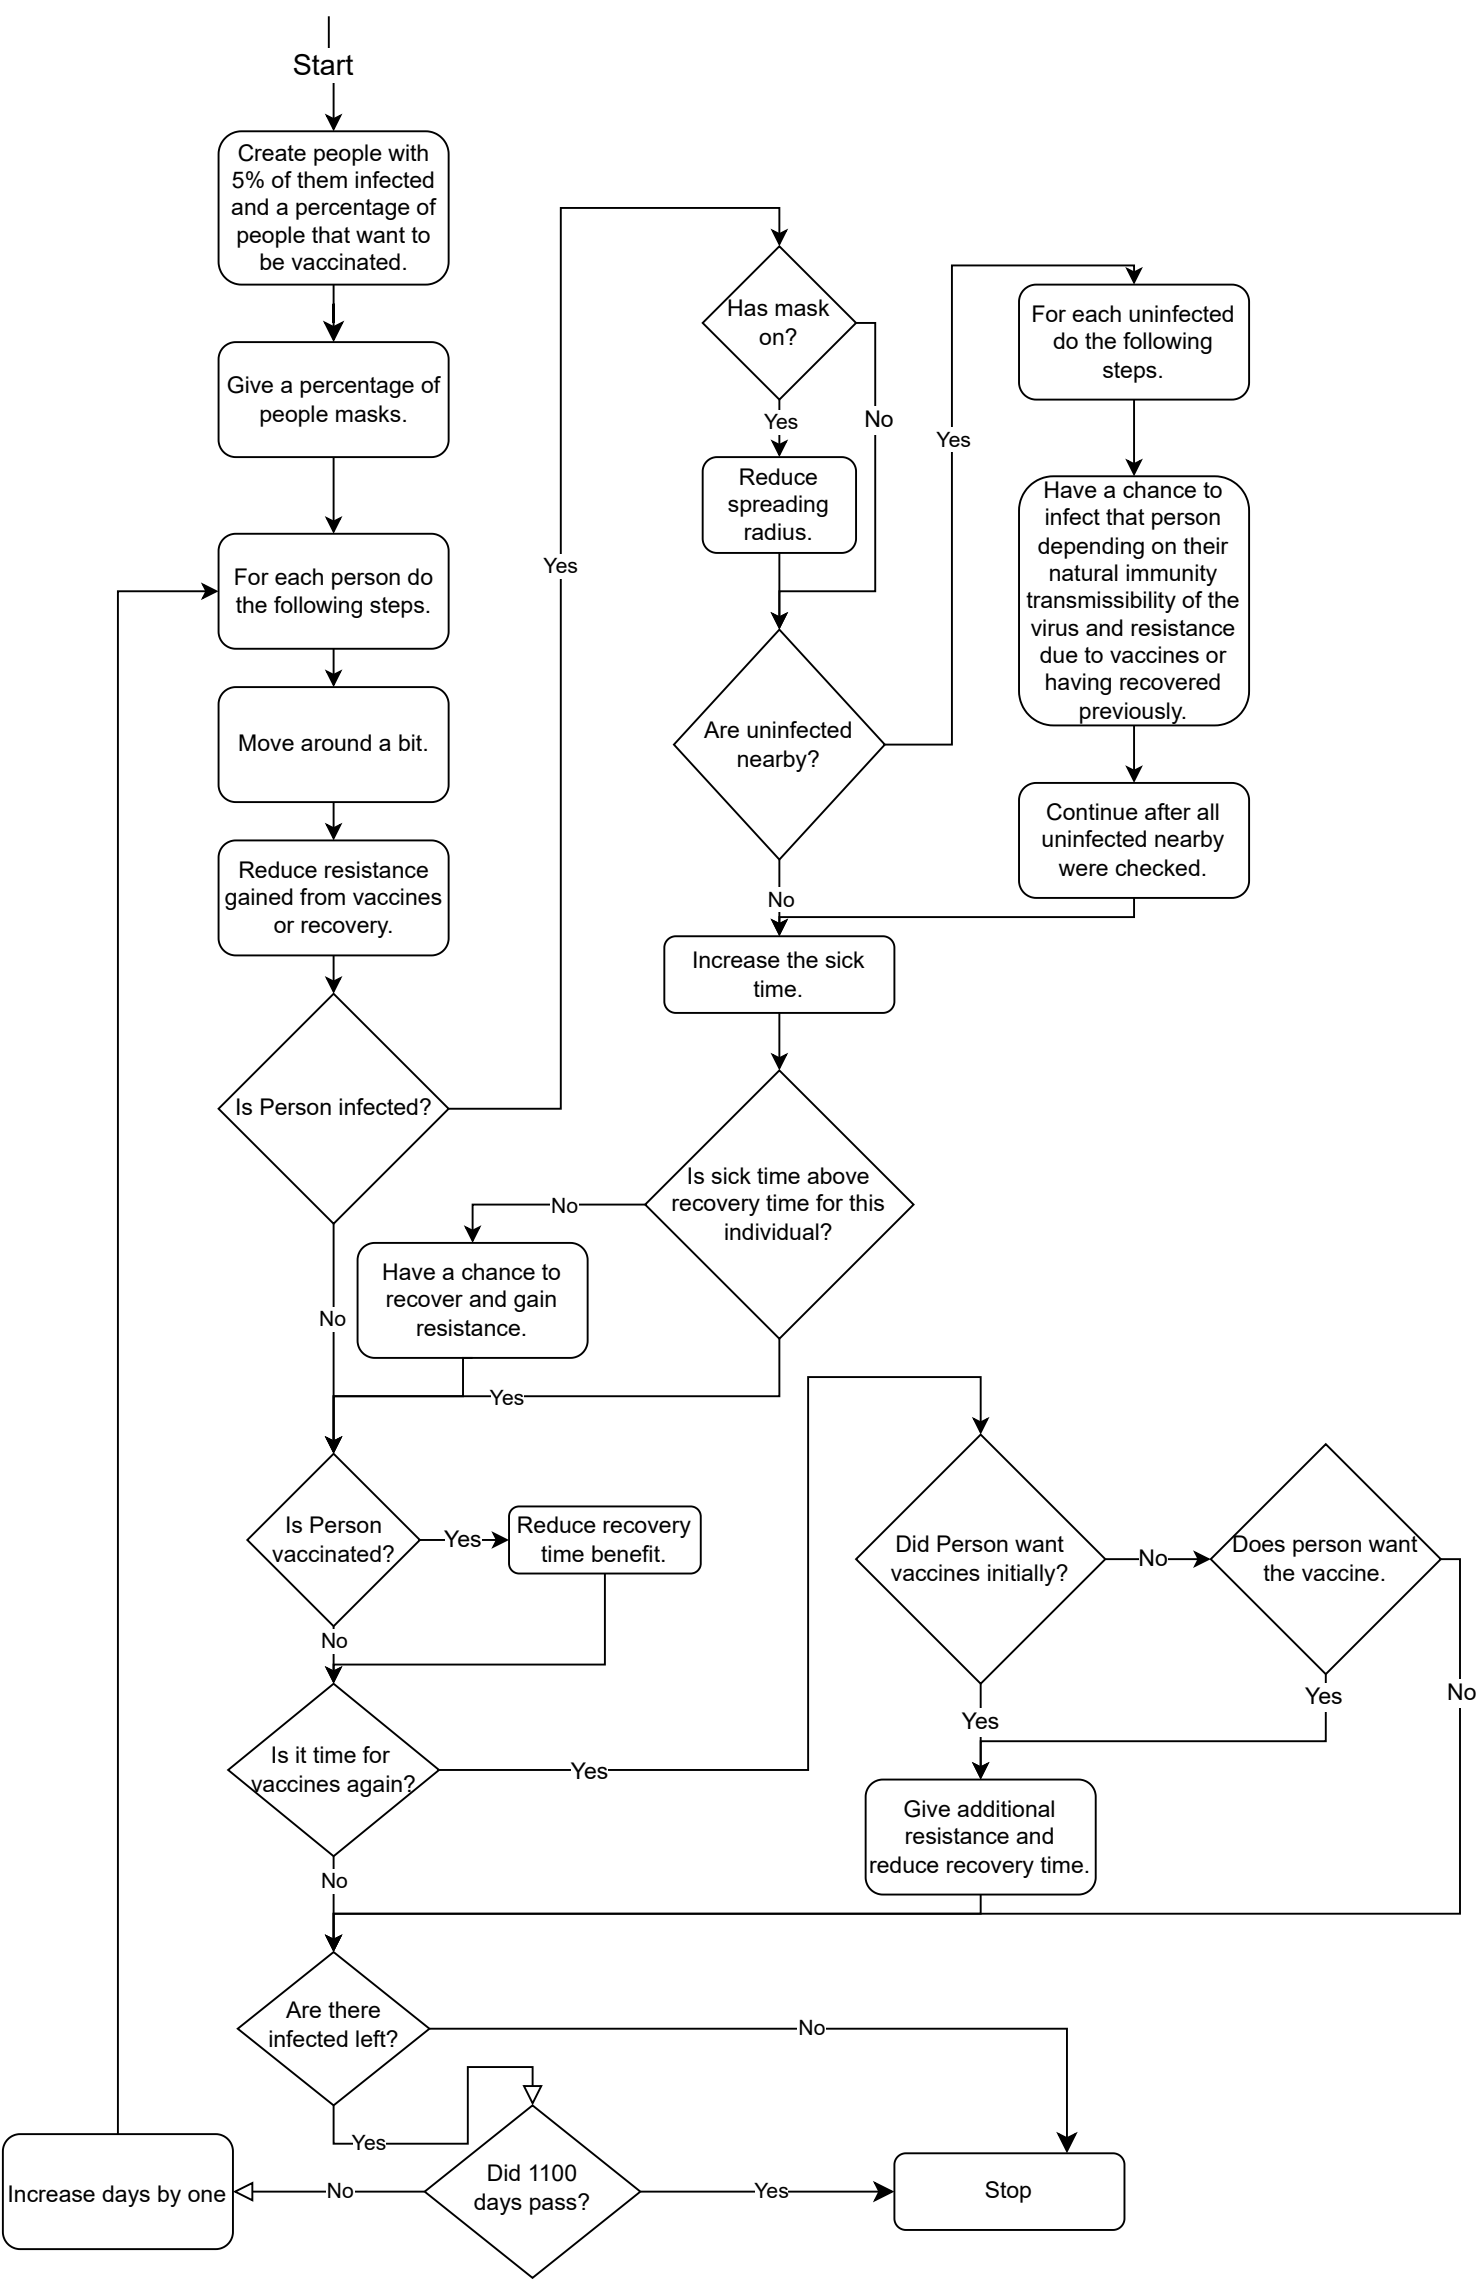 Start
Create people with
5% of them infected
and a percentage of
people that want to
be vaccinated.
Give a percentage of
people masks.
For each person do
the following steps.
Move around a bit.
Reduce resistance
gained from vaccines
or recovery.
Is Person infected?
Yes
No
Has mask
on?
Yes
No
Reduce
spreading
radius.
Are uninfected
nearby?
Yes
No
For each uninfected
do the following
steps.
Have a chance to
infect that person
depending on their
natural immunity
transmissibility of the
virus and resistance
due to vaccines or
having recovered
previously.
Continue after all
uninfected nearby
were checked.
Increase the sick
time.
Is sick time above
recovery time for this
individual?
No
Have a chance to
recover and gain
resistance.
Yes
Is Person
vaccinated?
Yes
Reduce recovery
time benefit.
No
Is it time for
vaccines again?
Yes
No
Did Person want
vaccines initially?
No
Does person want
the vaccine.
Yes
Yes
No
Give additional
resistance and
reduce recovery time.
Are there
infected left?
No
Yes
Did 1100
days pass?
No
Increase days by one
Yes
Stop